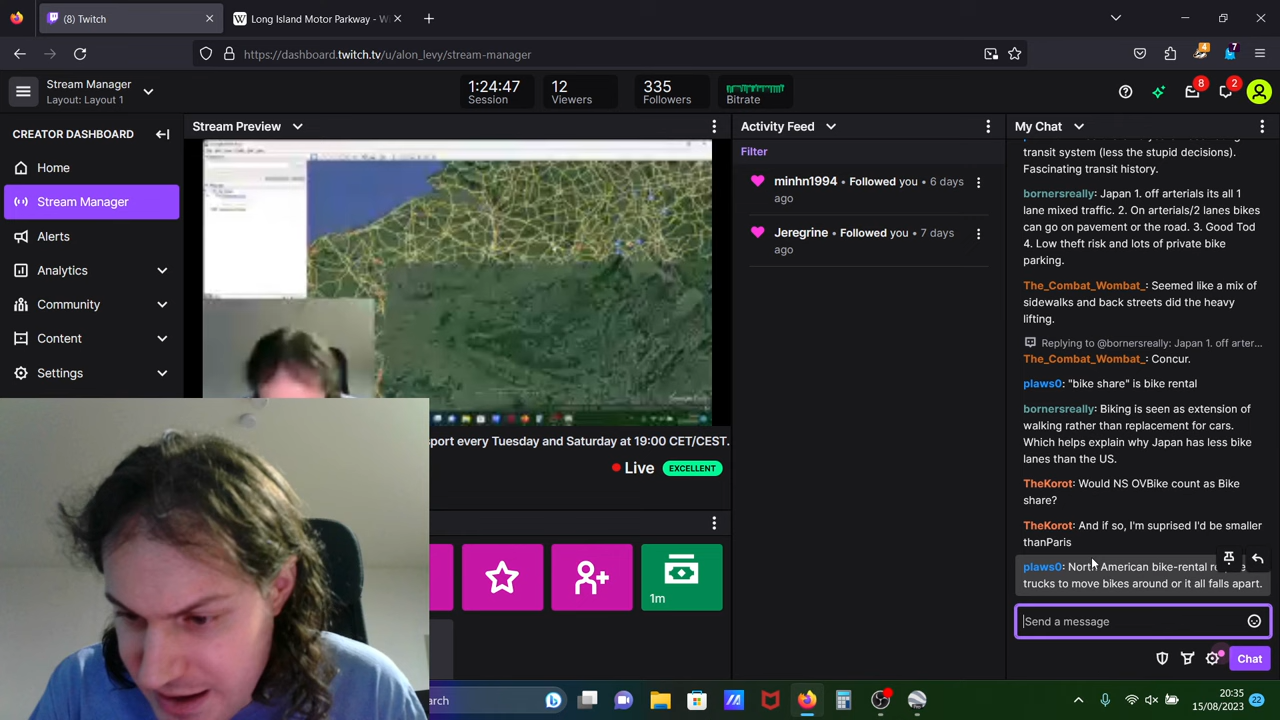 (8) Twitch
Long Island Motor Parkway - W
https://dashboard.twitch.tv/u/alon_levy/stream-manager
4
7
Stream Manager
Layout: Layout 1
1:24:47
Session
12
Viewers
335
Followers
Bitrate
8
2
CREATOR DASHBOARD
Home
Stream Manager
Alerts
Analytics
Community
Content
Settings
Stream Preview
sport every Tuesday and Saturday at 19:00 CET/CEST.
Live
EXCELLENT
1m
Activity Feed
Filter
minhn1994 • Followed you • 6 days
ago
Jeregrine • Followed you • 7 days
ago
My Chat
transit system (less the stupid decisions).
Fascinating transit history.
bornersreally: Japan 1. off arterials its all 1
lane mixed traffic. 2. On arterials/2 lanes bikes
can go on pavement or the road. 3. Good Tod
4. Low theft risk and lots of private bike
parking.
The_Combat_Wombat_: Seemed like a mix of
sidewalks and back streets did the heavy
lifting.
Replying to @bornersreally: Japan 1. off arter...
The_Combat_Wombat_: Concur.
plaws0: "bike share" is bike rental
bornersreally: Biking is seen as extension of
walking rather than replacement for cars.
Which helps explain why Japan has less bike
lanes than the US.
TheKorot: Would NS OVBike count as Bike
share?
TheKorot: And if so, I'm suprised I'd be smaller
thanParis
plaws0: North American bike-rental
trucks to move bikes around or it all falls apart.
Send a message
Chat
20:35
15/08/2023
22